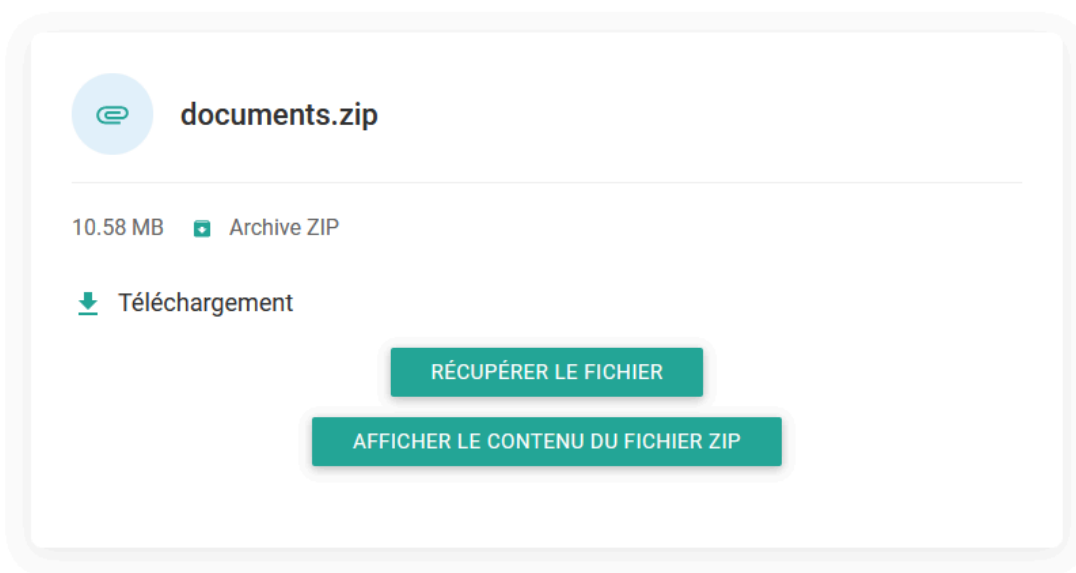 documents.zip
10.58 MB Archive ZIP
Téléchargement
RÉCUPÉRER LE FICHIER
AFFICHER LE CONTENU DU FICHIER ZIP